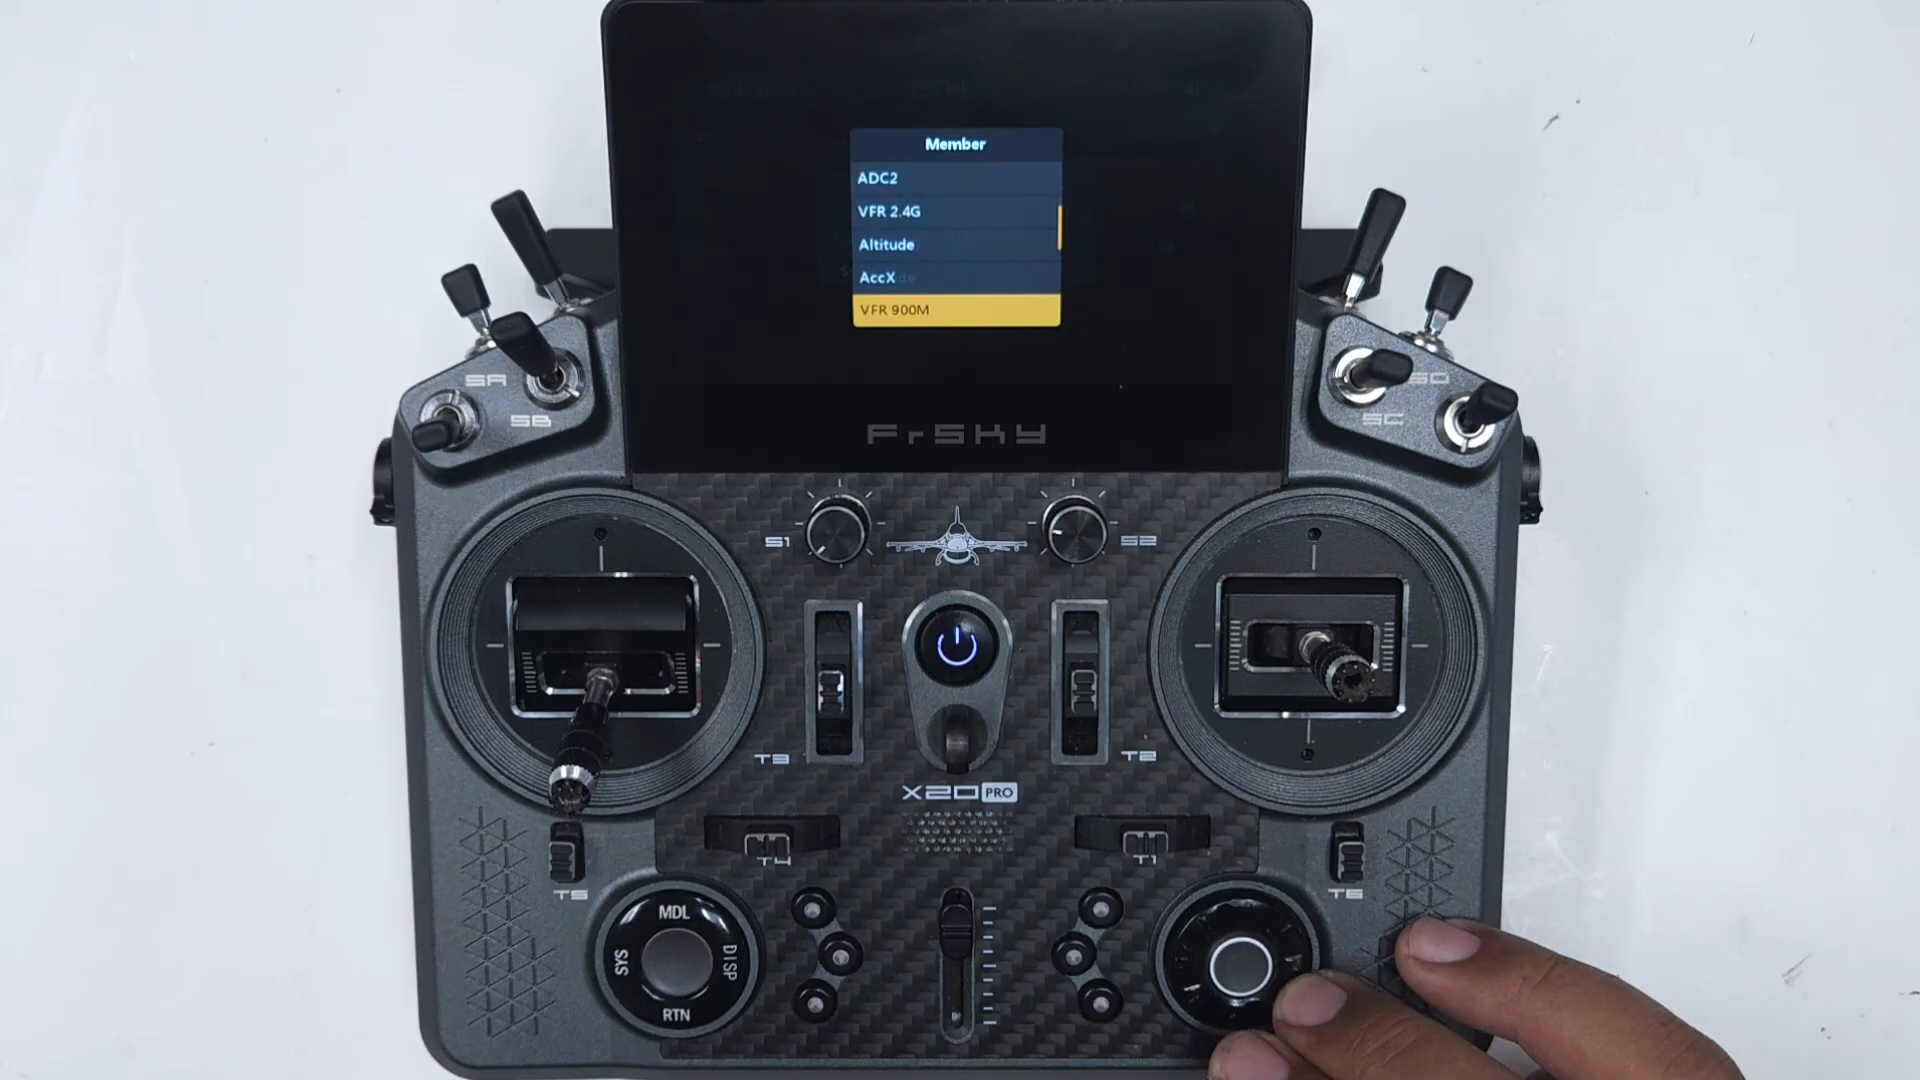 Member
ADC2
VFR 2.4G
Altitude
AccX
VFR 900M
FrSKY
SA
SB
SD
SC
S1
S2
T3
T2
X20 PRO
T4
T1
T5
T6
MDL
SYS
DISP
RTN